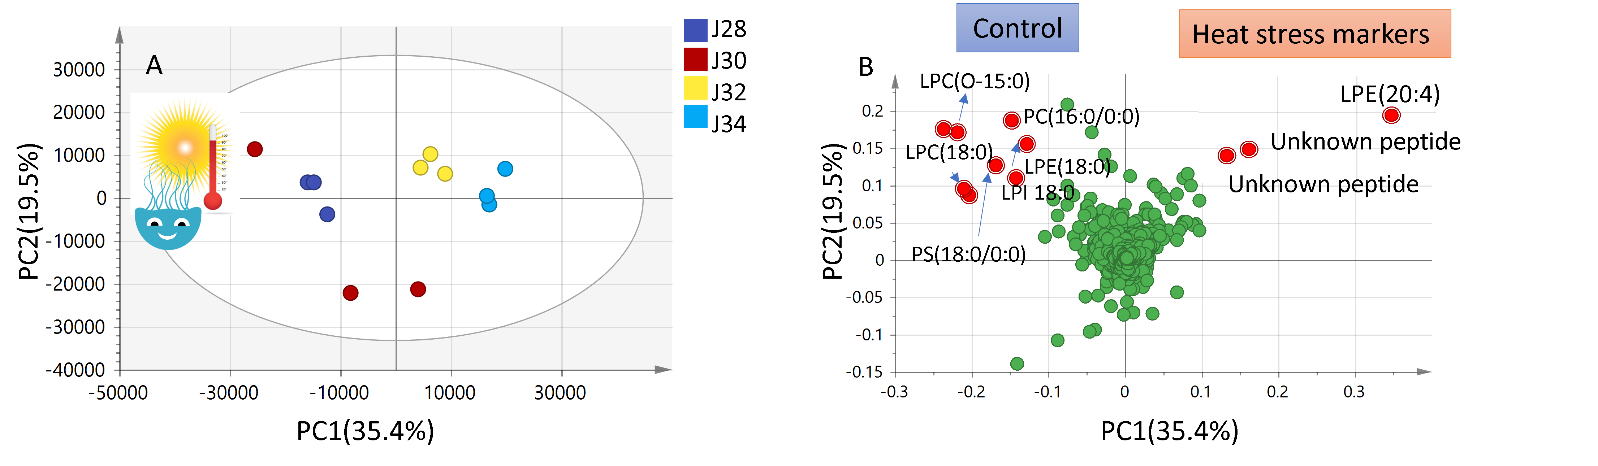 A
J28
J30
J32
J34
30000
20000
10000
0
-10000
-20000
-30000
-40000
-50000
-30000
-10000
10000
30000
PC2(19.5%)
PC1(35.4%)
Control
Heat stress markers
B
LPC(O-15:0)
PC(16:0/0:0)
LPE(20:4)
Unknown peptide
LPC(18:0)
LPE(18:0)
Unknown peptide
LPI 18:0
PS(18:0/0:0)
0.2
0.15
0.1
0.05
0
-0.05
-0.1
-0.15
-0.3
-0.2
-0.1
0
0.1
0.2
0.3
PC2(19.5%)
PC1(35.4%)